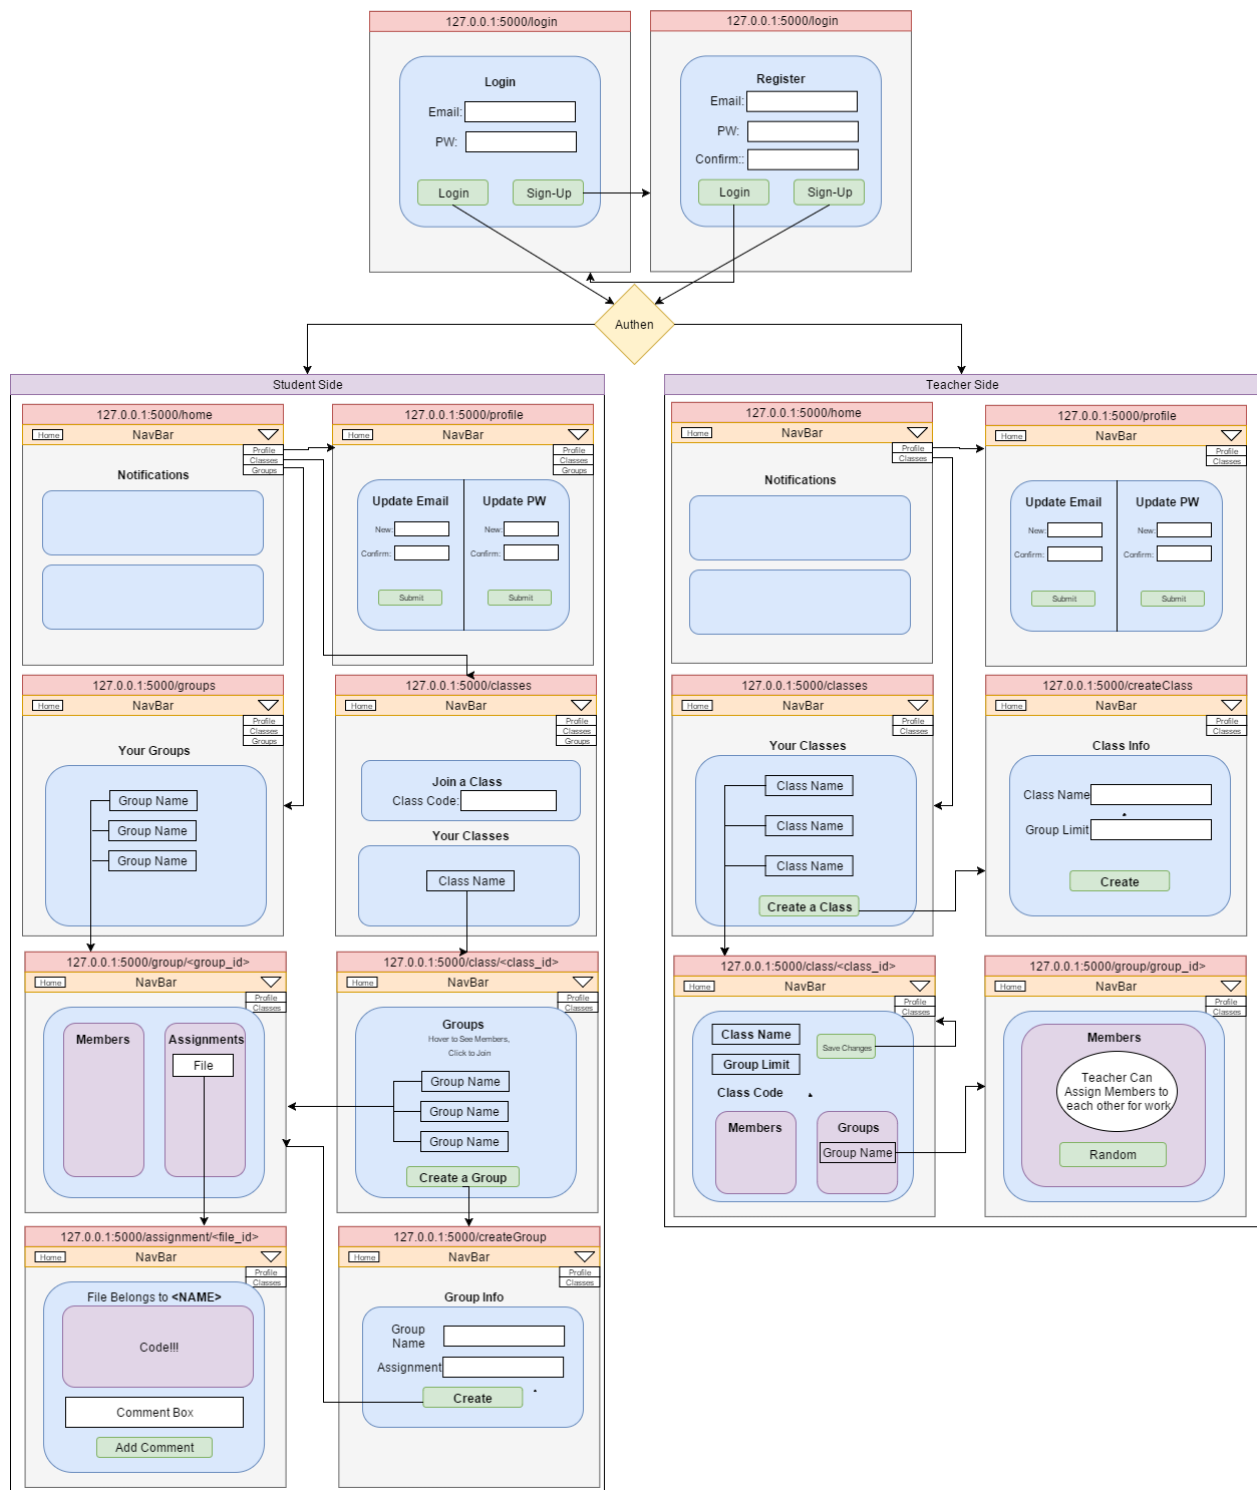 127.0.0.1:5000/login
Login
Email:
PW:
Login
Sign-Up
127.0.0.1:5000/login
Register
Email:
PW:
Confirm::
Login
Sign-Up
Authen
Student Side
127.0.0.1:5000/home
Home
NavBar
Profile
Classes
Groups
Notifications
127.0.0.1:5000/profile
Home
NavBar
Profile
Classes
Groups
Update Email
New:
Confirm:
Submit
Update PW
New:
Confirm:
Submit
127.0.0.1:5000/groups
Home
NavBar
Profile
Classes
Groups
Your Groups
Group Name
Group Name
Group Name
127.0.0.1:5000/classes
Home
NavBar
Profile
Classes
Groups
Join a Class
Class Code:
Your Classes
Class Name
127.0.0.1:5000/group/<group_id>
Home
NavBar
Profile
Classes
Members
Assignments
File
127.0.0.1:5000/class/<class_id>
Home
NavBar
Profile
Classes
Groups
Hover to See Members,
Click to Join
Group Name
Group Name
Group Name
Create a Group
127.0.0.1:5000/assignment/<file_id>
Home
NavBar
Profile
Classes
File Belongs to <NAME>
Code!!!
Comment Box
Add Comment
127.0.0.1:5000/createGroup
Home
NavBar
Profile
Classes
Group Info
Group
Name
Assignment
Create
Teacher Side
127.0.0.1:5000/home
Home
NavBar
Profile
Classes
Notifications
127.0.0.1:5000/profile
Home
NavBar
Profile
Classes
Update Email
New:
Confirm:
Submit
Update PW
New:
Confirm:
Submit
127.0.0.1:5000/classes
Home
NavBar
Profile
Classes
Your Classes
Class Name
Class Name
Class Name
Create a Class
127.0.0.1:5000/createClass
Home
NavBar
Profile
Classes
Class Info
Class Name
Group Limit
Create
127.0.0.1:5000/class/<class_id>
Home
NavBar
Profile
Classes
Class Name
Save Changes
Group Limit
Class Code
Members
Groups
Group Name
127.0.0.1:5000/group/group_id>
Home
NavBar
Profile
Classes
Members
Teacher Can
Assign Members to
each other for work
Random